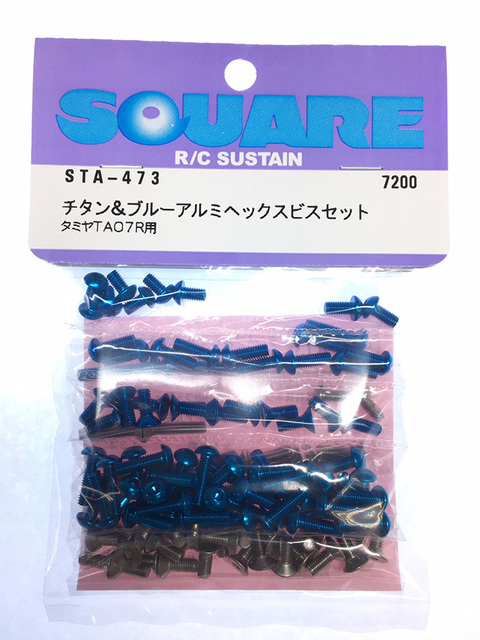 SQUARE
R/C SUSTAIN
STA-473 7200
チタン&ブルーアルミヘックスビスセット
タミヤTA07R用